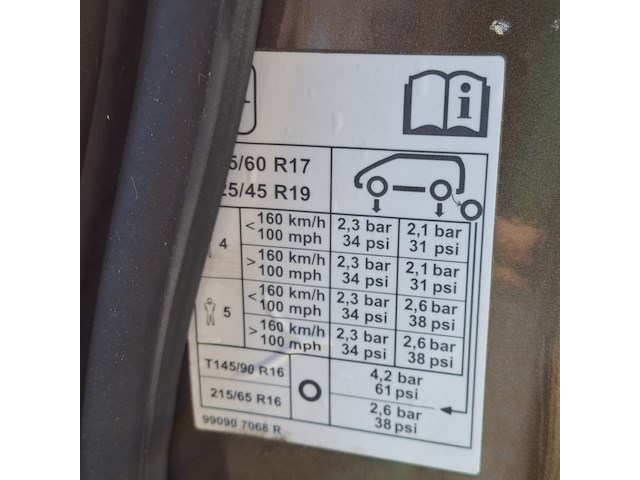 5/60 R17
25/45 R19
4 <160 km/h 100 mph 2,3 bar 34 psi 2,1 bar 31 psi
>160 km/h 100 mph 2,3 bar 34 psi 2,1 bar 31 psi
5 <160 km/h 100 mph 2,3 bar 34 psi 2,6 bar 38 psi
>160 km/h 100 mph 2,3 bar 34 psi 2,6 bar 38 psi
T145/90 R16 4,2 bar 61 psi
215/65 R16 2,6 bar 38 psi
99090 7068 R